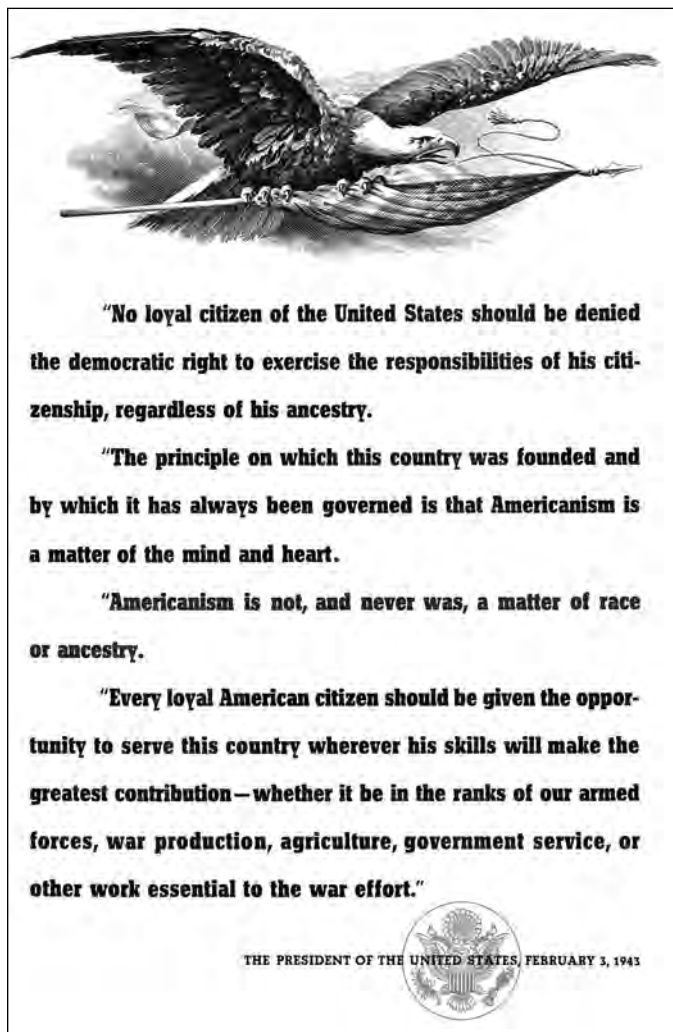 “No loyal citizen of the United States should be denied
the democratic right to exercise the responsibilities of his citi-
zenship, regardless of his ancestry.
“The principle on which this country was founded and
by which it has always been governed is that Americanism is
a matter of the mind and heart.
“Americanism is not, and never was, a matter of race
or ancestry.
“Every loyal American citizen should be given the oppor-
tunity to serve this country wherever his skills will make the
greatest contribution—whether it be in the ranks of our armed
forces, war production, agriculture, government service, or
other work essential to the war effort.”
THE PRESIDENT OF THE UNITED STATES, FEBRUARY 3, 1943